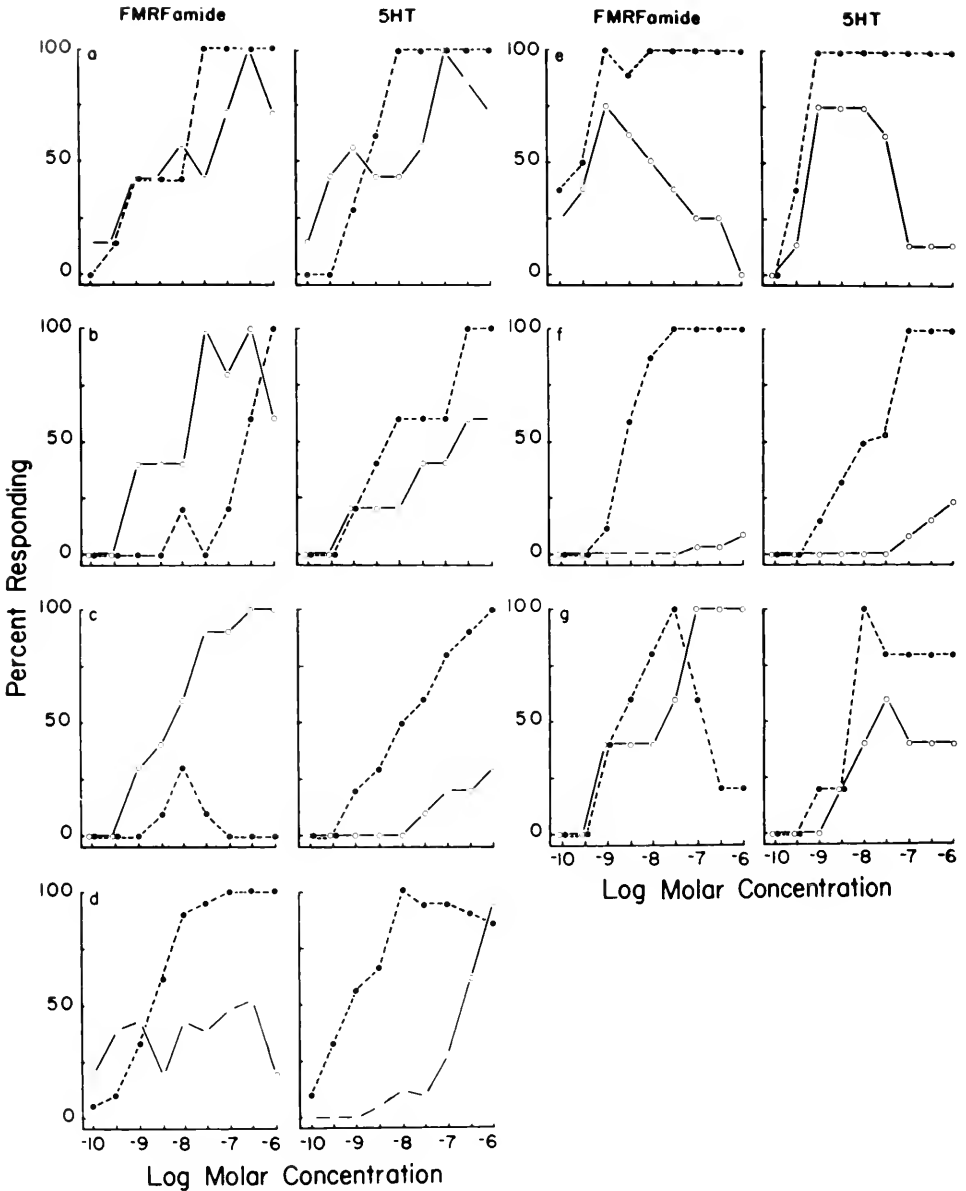 FMRFamide 5HT FMRFamide 5HT
100 a 100 e
50 50
0 0
b f
100 100
50 50
0 0
c g
100 100
50 50
0 0
-10 -9 -8 -7 -6 -10 -9 -8 -7 -6
Log Molar Concentration
d
100
50
0
-10 -9 -8 -7 -6 -10 -9 -8 -7 -6
Log Molar Concentration
Percent Responding